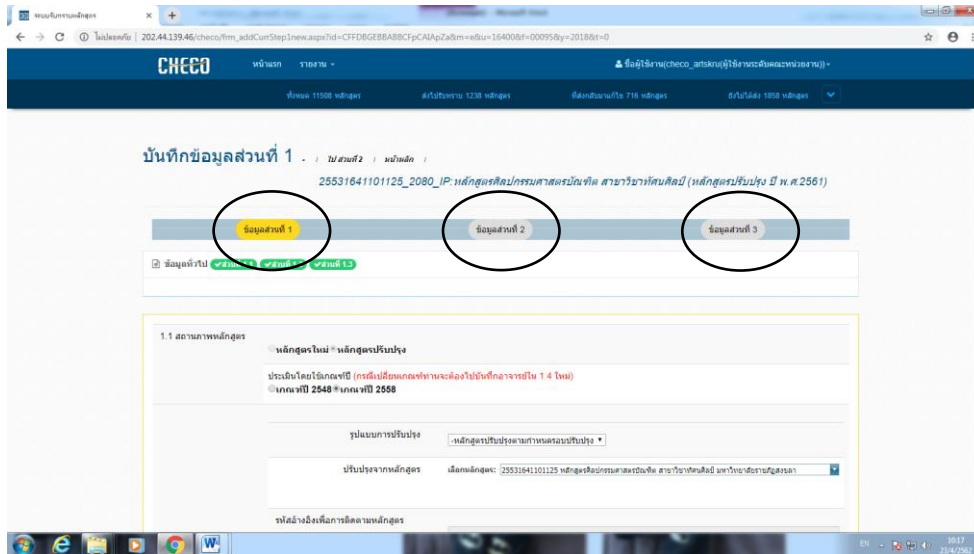 ระบบรับทราบหลักสูตร
ไม่ปลอดภัย | 202.44.139.46/checo/frm_addCurrStep1new.aspx?id=CFFDBGEBBABBCFpCAIApZa&m=e&u=16400&f=00095&y=2018&t=0
CHECO หน้าแรก รายงาน ชื่อผู้ใช้งาน(checo_artskru(ผู้ใช้งานระดับคณะหน่วยงาน))
ทั้งหมด 11508 หลักสูตร ส่งไปรับทราบ 1238 หลักสูตร ที่ส่งกลับมาแก้ไข 716 หลักสูตร ยังไม่ได้ส่ง 1858 หลักสูตร
บันทึกข้อมูลส่วนที่ 1 - / ไป ส่วนที่ 2 / หน้าหลัก /
25531641101125_2080_IP:หลักสูตรศิลปกรรมศาสตรบัณฑิต สาขาวิชาทัศนศิลป์ (หลักสูตรปรับปรุง ปี พ.ศ.2561)
ข้อมูลส่วนที่ 1 ข้อมูลส่วนที่ 2 ข้อมูลส่วนที่ 3
ข้อมูลทั่วไป ส่วนที่ 1.3
1.1 สถานภาพหลักสูตร
หลักสูตรใหม่ หลักสูตรปรับปรุง
ประเมินโดยใช้เกณฑ์ปี (กรณีเปลี่ยนเกณฑ์ท่านจะต้องไปบันทึกอาจารย์ใน 1.4 ใหม่)
เกณฑ์ปี 2548 เกณฑ์ปี 2558
รูปแบบการปรับปรุง -หลักสูตรปรับปรุงตามกำหนดรอบปรับปรุง
ปรับปรุงจากหลักสูตร เลือกหลักสูตร: 25531641101125 หลักสูตรศิลปกรรมศาสตรบัณฑิต สาขาวิชาทัศนศิลป์ มหาวิทยาลัยราชภัฏสงขลา
รหัสอ้างอิงเพื่อการติดตามหลักสูตร
EN 10:17
23/4/2562